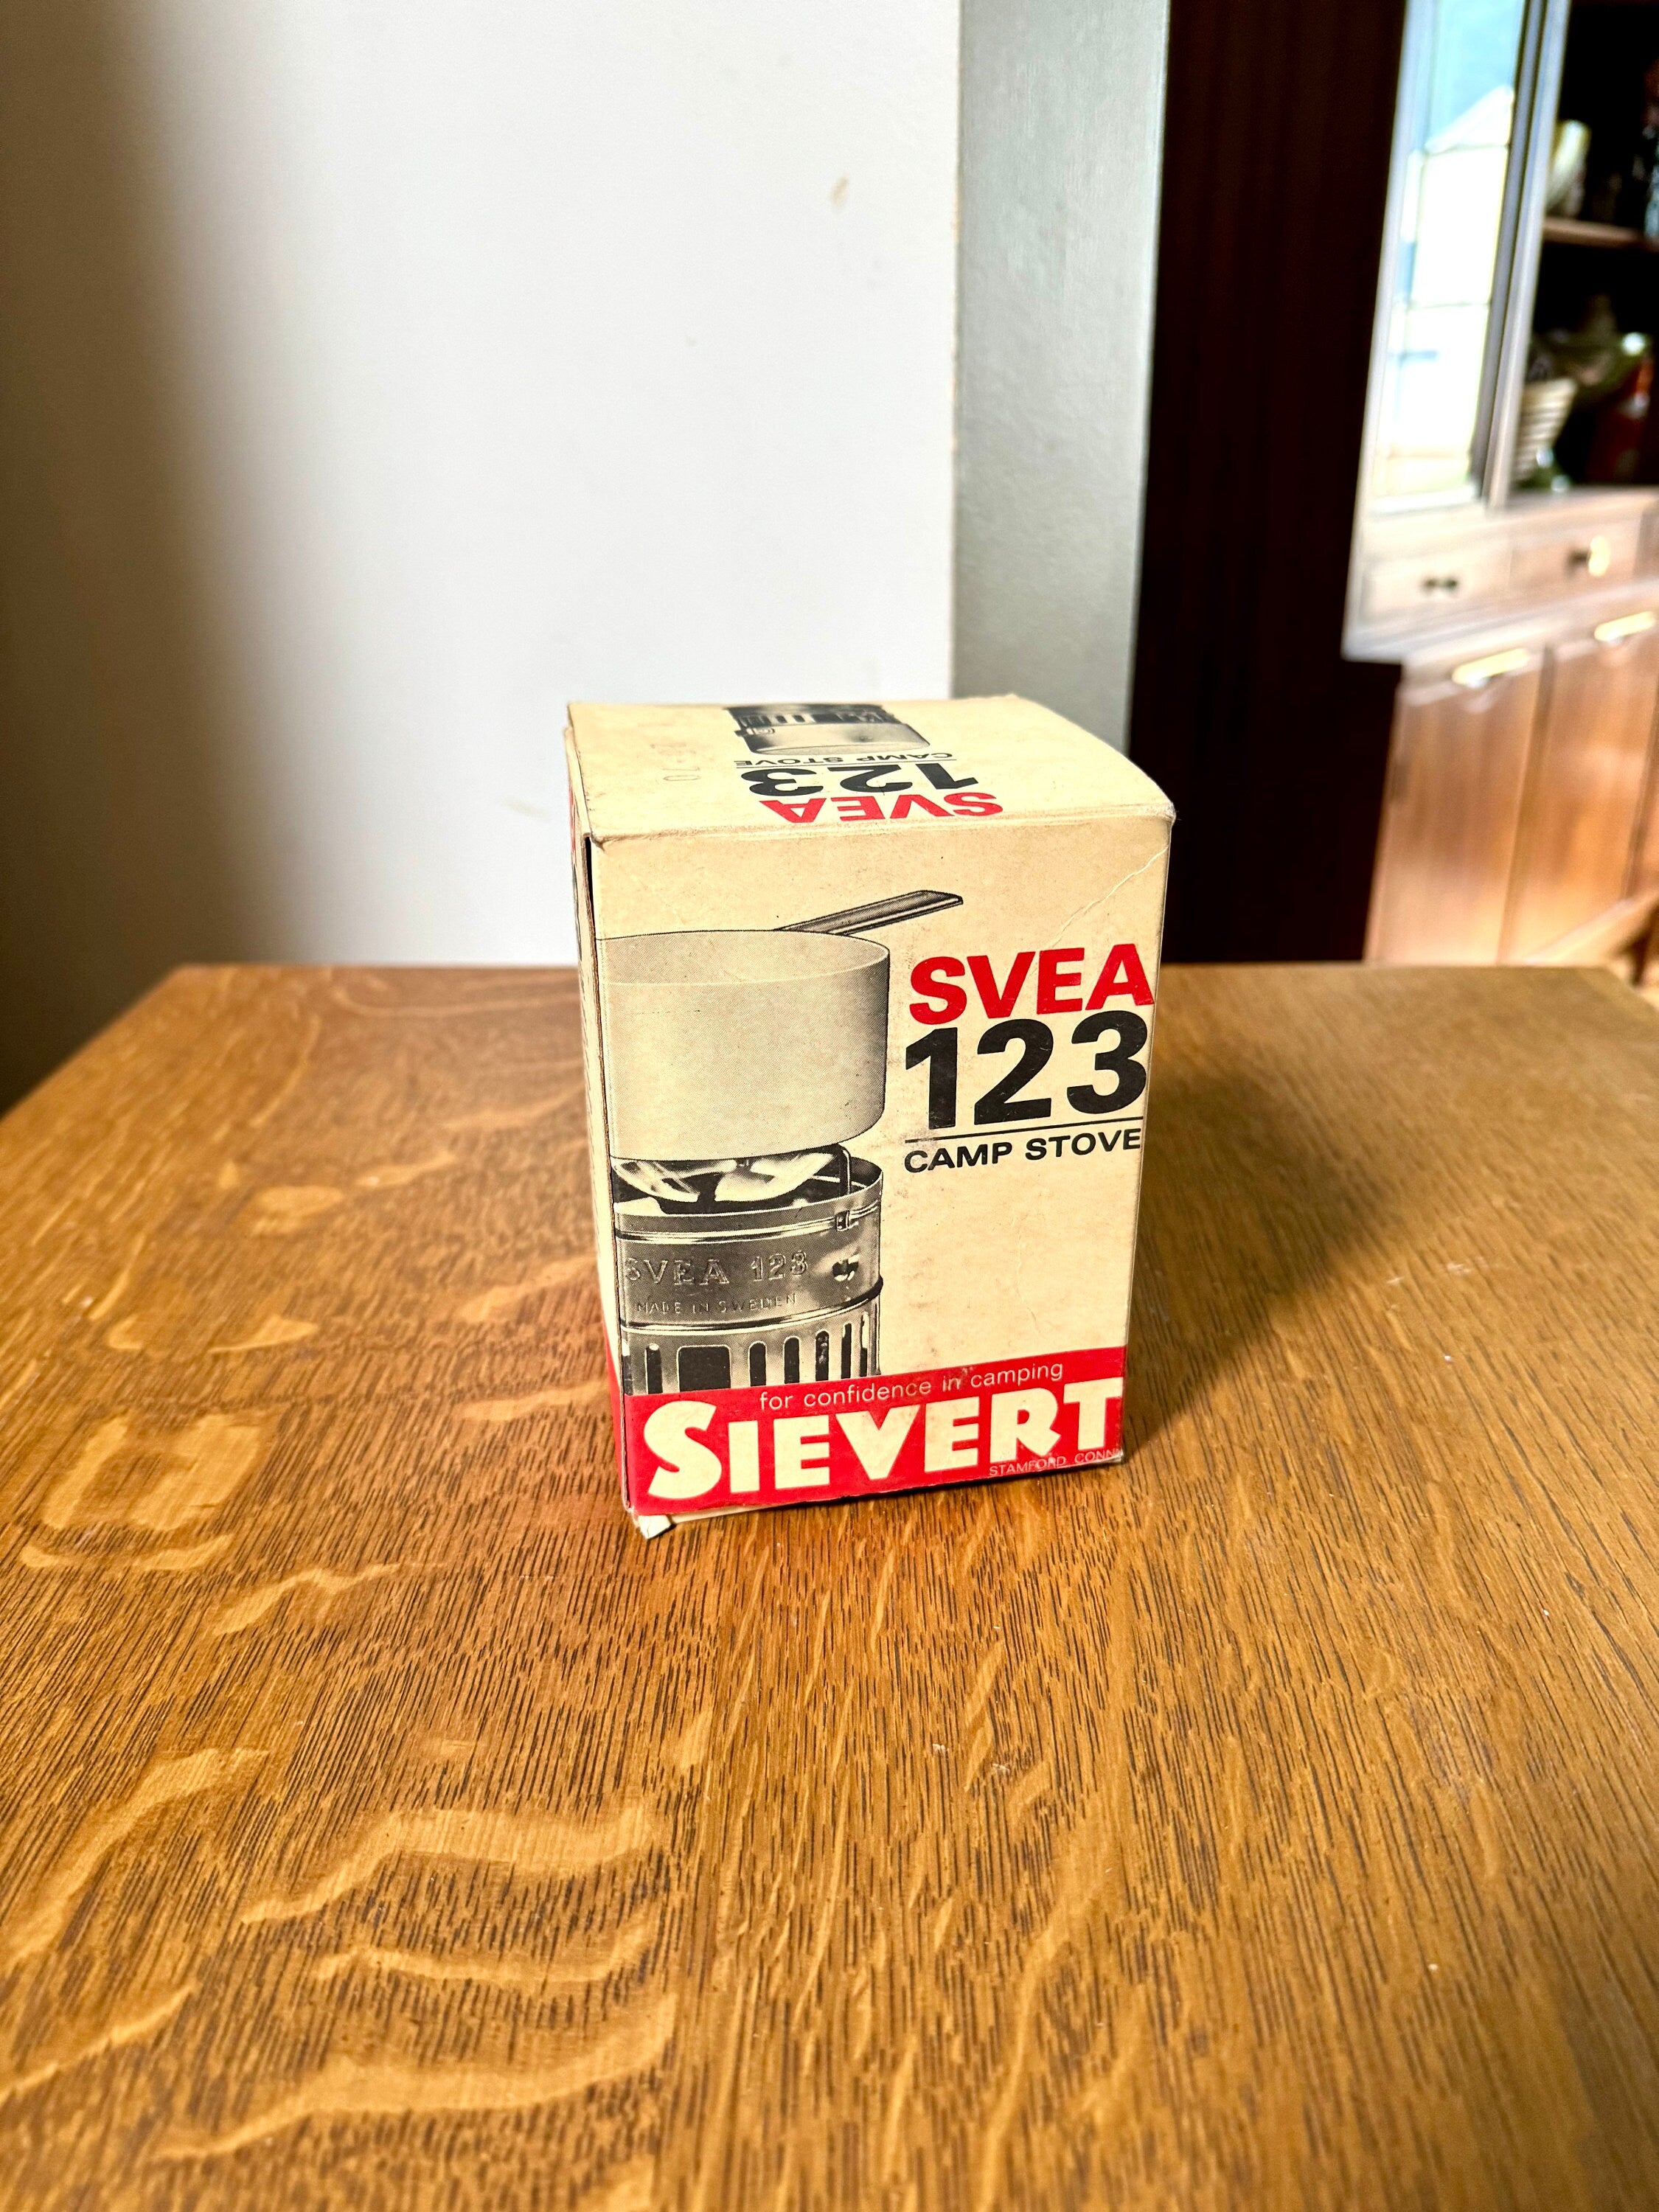 SVEA
123
CAMP STOVE
SVEA
123
CAMP STOVE
SVEA 123
MADE IN SWEDEN
for confidence in camping
SIEVERT
STAMFORD CONN